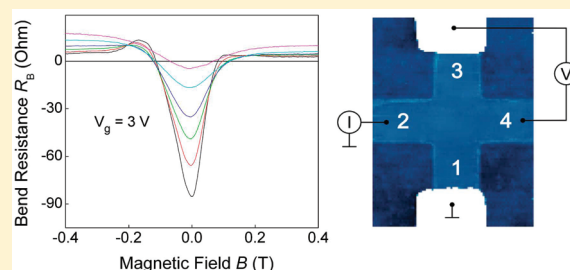 Bend Resistance R_B (Ohm)
0
-30
-60
-90
V_g = 3 V
-0.4 -0.2 0.0 0.2 0.4
Magnetic Field B (T)
3
V
I
2
4
1